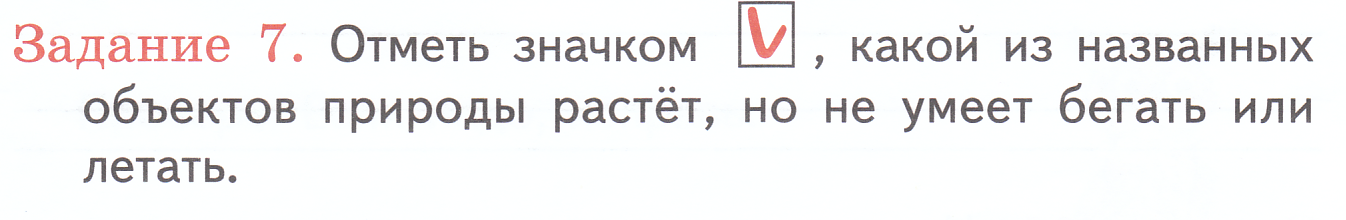 Задание 7. Отметь значком V, какой из названных
объектов природы растёт, но не умеет бегать или
летать.